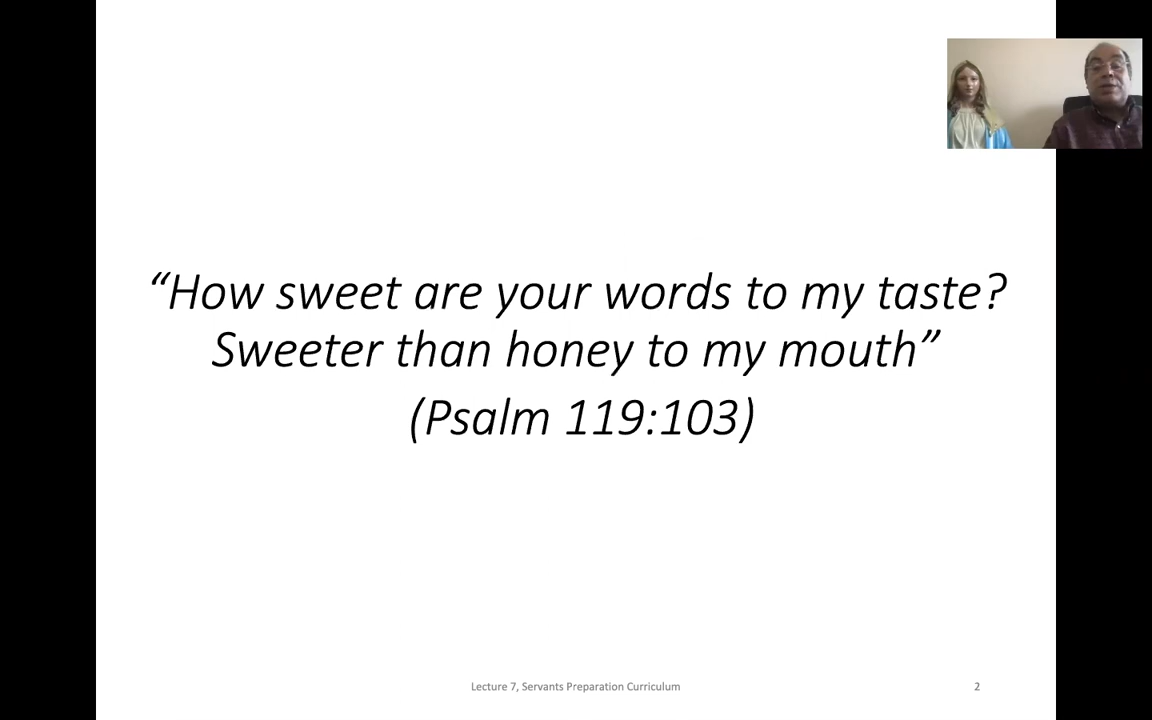 “How sweet are your words to my taste?
Sweeter than honey to my mouth”
(Psalm 119:103)
Lecture 7, Servants Preparation Curriculum
2